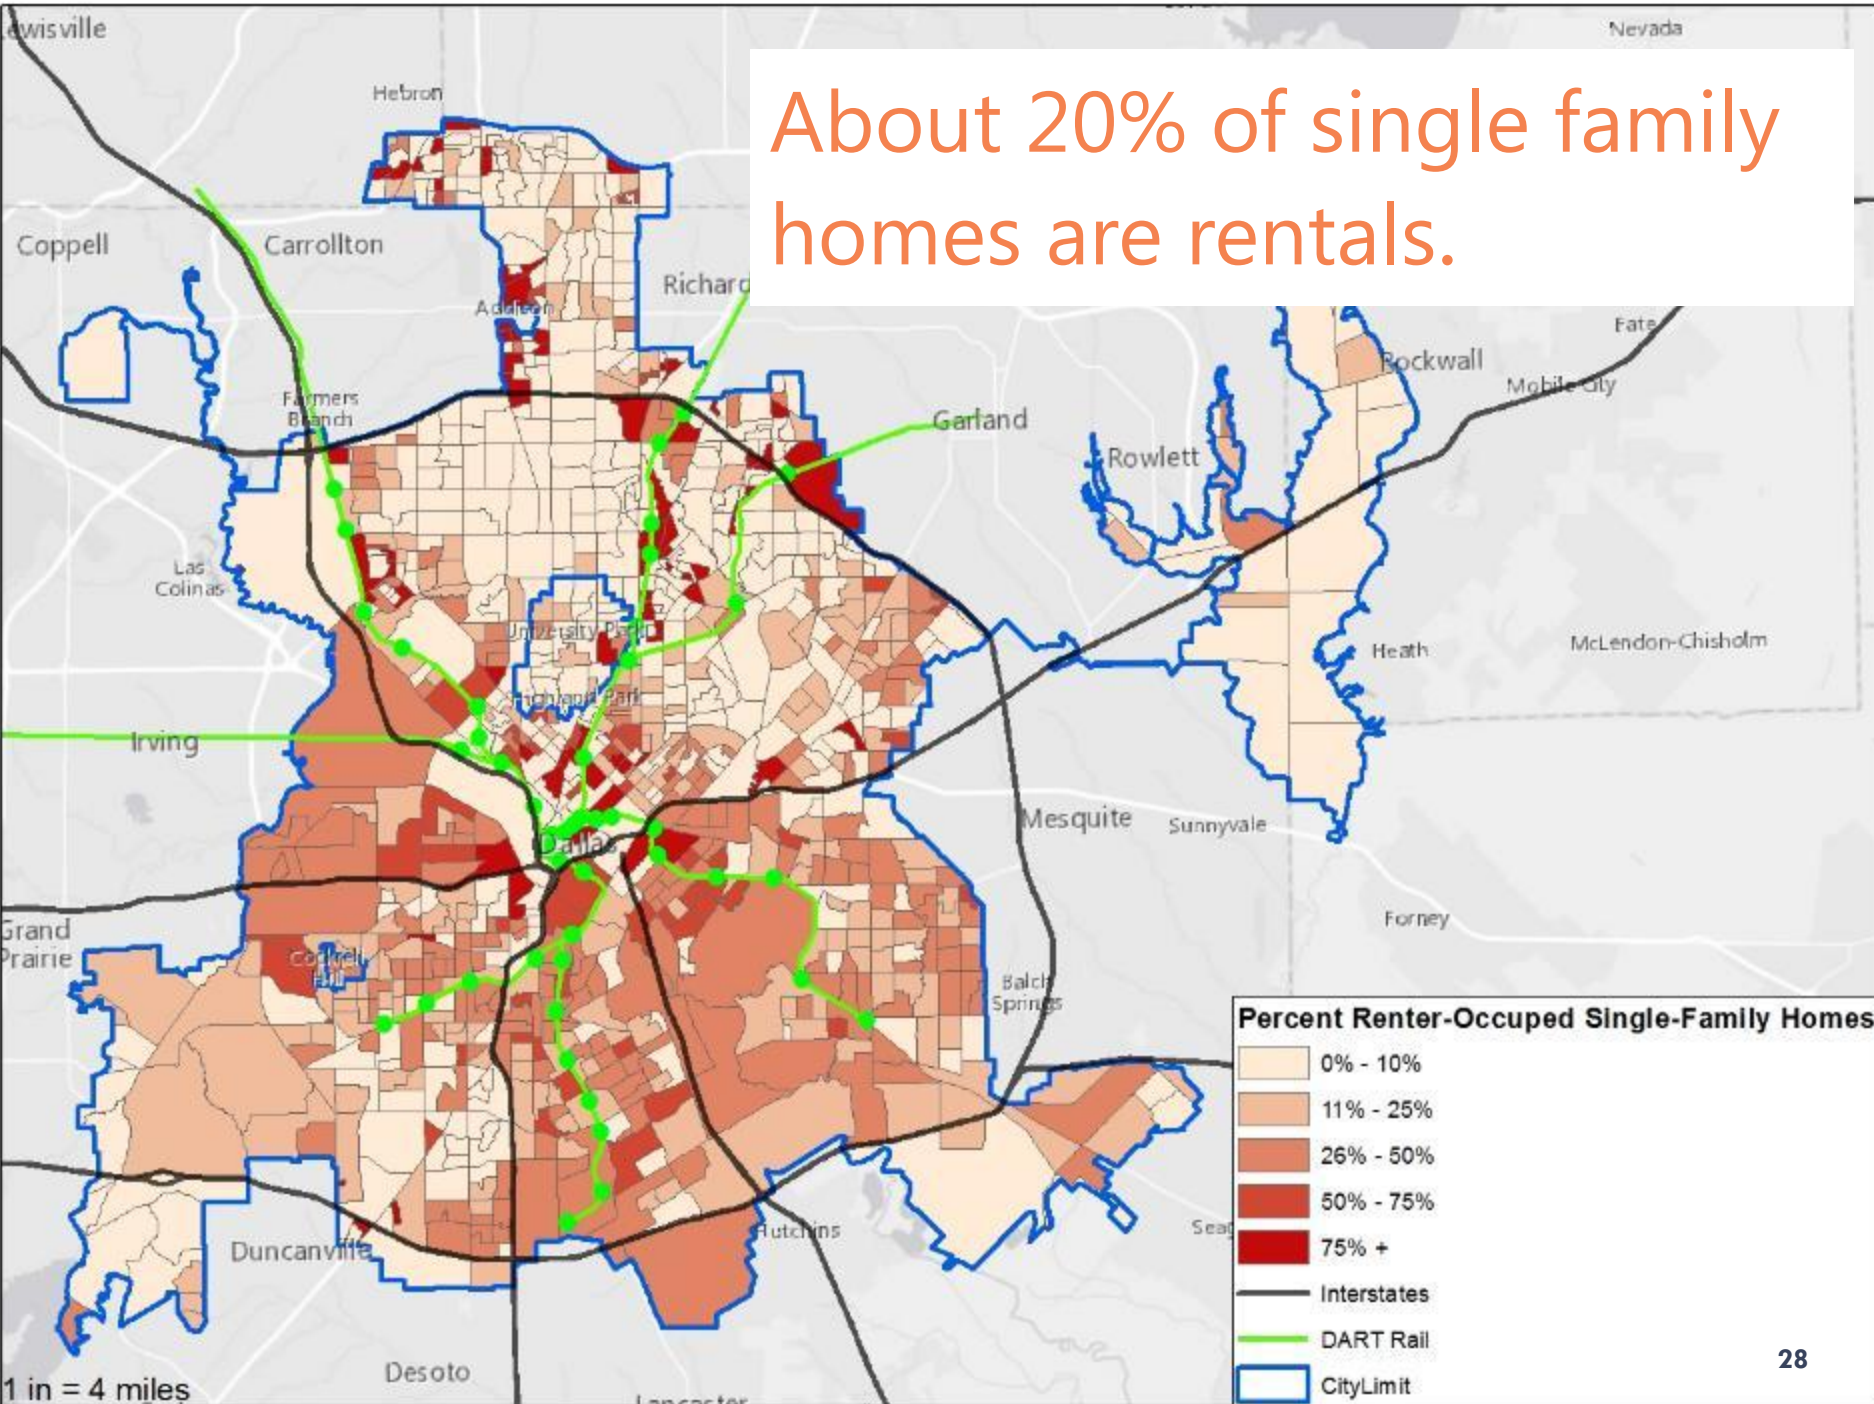 About 20% of single family
homes are rentals.
Nevada
Hebron
Coppell
Carrollton
Addison
Fate
Rockwall
Mobile City
Farmers
Branch
Garland
Rowlett
Las
Colinas
University Park
Heath
McLendon-Chisholm
Highland Park
Irving
Mesquite
Sunnyvale
Dallas
Forney
Grand
Prairie
Cockrell
Hill
Balch
Springs
Hutchins
Duncanville
Desoto
1 in = 4 miles
Percent Renter-Occuped Single-Family Homes
0% - 10%
11% - 25%
26% - 50%
50% - 75%
75% +
Interstates
DART Rail
CityLimit
28